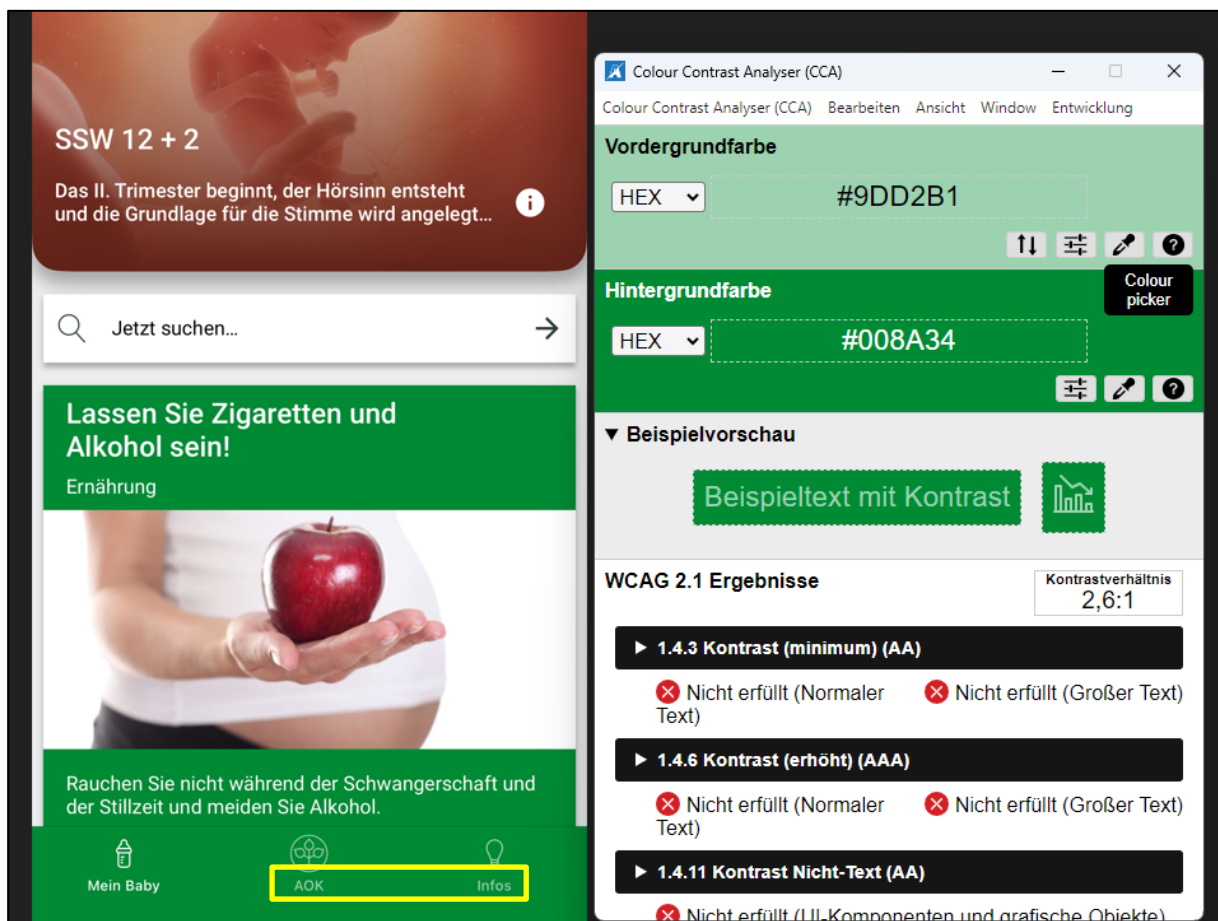 SSW 12 + 2
Das II. Trimester beginnt, der Hörsinn entsteht
und die Grundlage für die Stimme wird angelegt...
Jetzt suchen...
Lassen Sie Zigaretten und
Alkohol sein!
Ernährung
Rauchen Sie nicht während der Schwangerschaft und
der Stillzeit und meiden Sie Alkohol.
Mein Baby
AOK
Infos
Colour Contrast Analyser (CCA)
Colour Contrast Analyser (CCA) Bearbeiten Ansicht Window Entwicklung
Vordergrundfarbe
HEX #9DD2B1
Hintergrundfarbe
Colour
picker
HEX #008A34
Beispielvorschau
Beispieltext mit Kontrast
WCAG 2.1 Ergebnisse
Kontrastverhältnis
2,6:1
1.4.3 Kontrast (minimum) (AA)
Nicht erfüllt (Normaler
Text)
Nicht erfüllt (Großer Text)
1.4.6 Kontrast (erhöht) (AAA)
Nicht erfüllt (Normaler
Text)
Nicht erfüllt (Großer Text)
1.4.11 Kontrast Nicht-Text (AA)
Nicht erfüllt (UI-Komponenten und grafische Objekte)